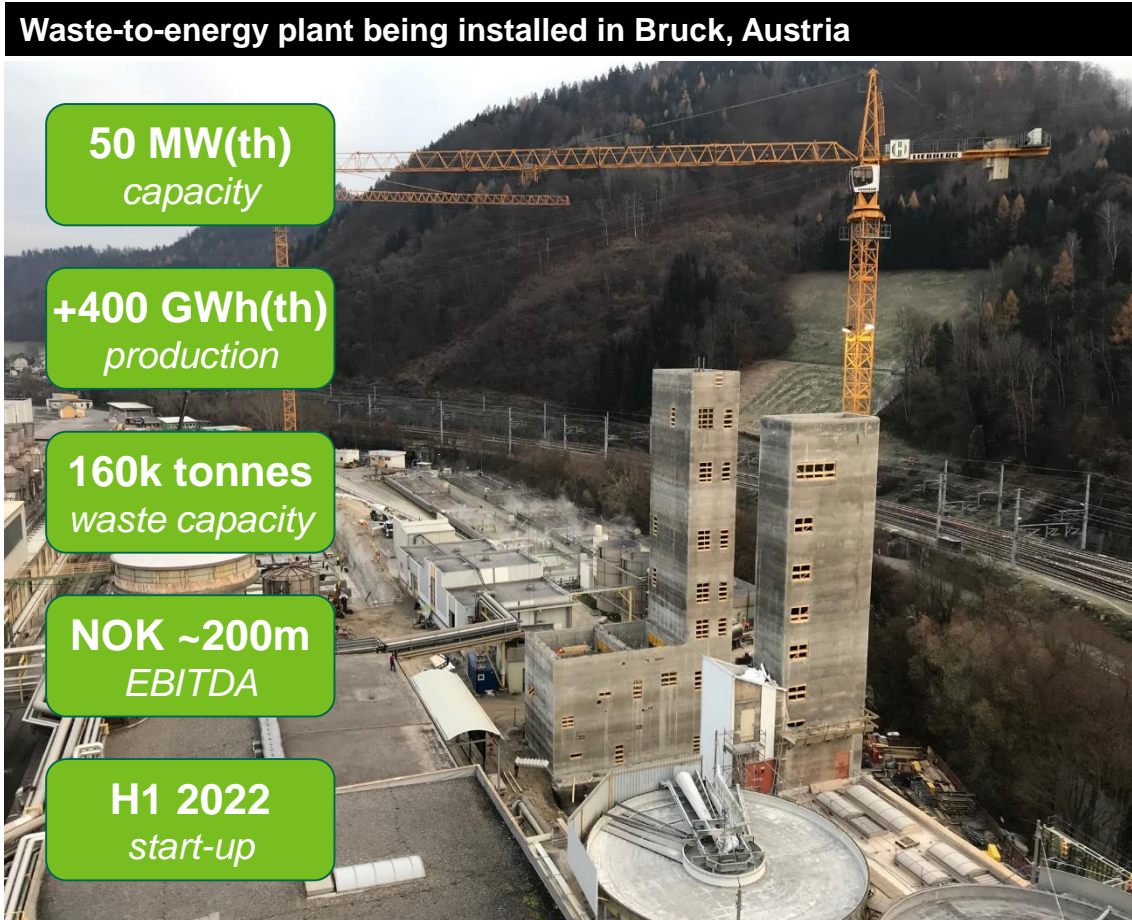 Waste-to-energy plant being installed in Bruck, Austria
50 MW(th)
capacity
LIEBHERR
+400 GWh(th)
production
160k tonnes
waste capacity
NOK ~200m
EBITDA
H1 2022
start-up